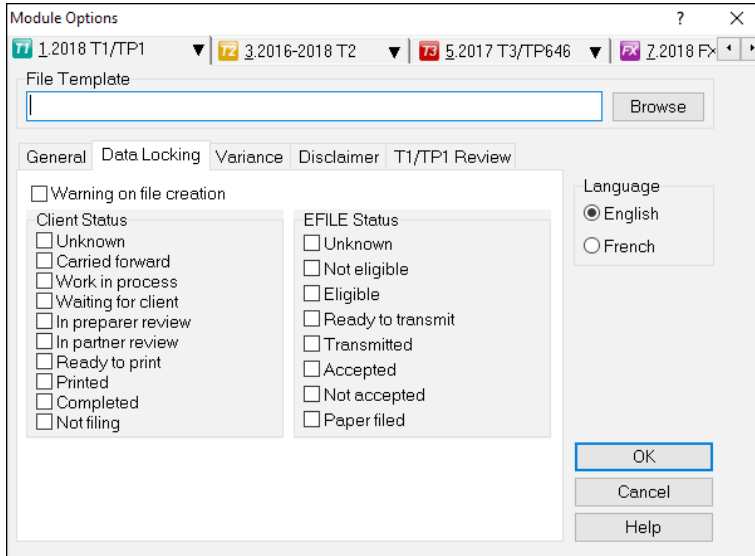 Module Options ?
T1 1.2018 T1/TP1 T2 3.2016-2018 T2 T3 5.2017 T3/TP646 FX 7.2018 FX
File Template
Browse
General Data Locking Variance Disclaimer T1/TP1 Review
Warning on file creation
Client Status
Unknown
Carried forward
Work in process
Waiting for client
In preparer review
In partner review
Ready to print
Printed
Completed
Not filing
EFILE Status
Unknown
Not eligible
Eligible
Ready to transmit
Transmitted
Accepted
Not accepted
Paper filed
Language
English
French
OK
Cancel
Help